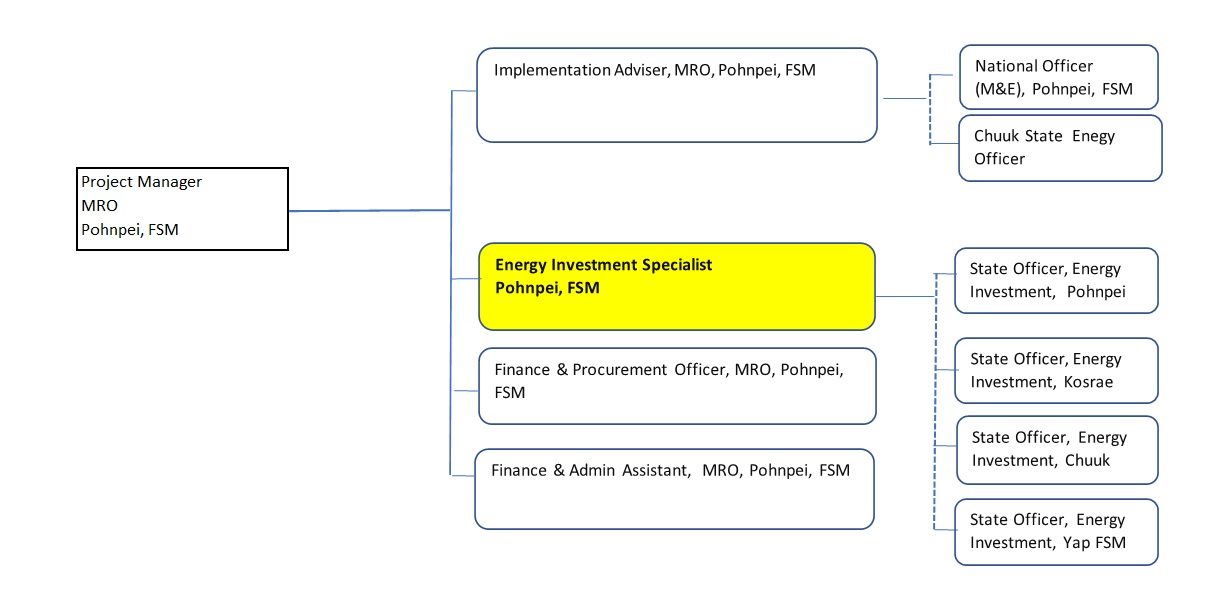 Project Manager
MRO
Pohnpei, FSM
Implementation Adviser, MRO, Pohnpei, FSM
National Officer
(M&E), Pohnpei, FSM
Chuuk State Enegy
Officer
Energy Investment Specialist
Pohnpei, FSM
State Officer, Energy
Investment, Pohnpei
State Officer, Energy
Investment, Kosrae
State Officer, Energy
Investment, Chuuk
State Officer, Energy
Investment, Yap FSM
Finance & Procurement Officer, MRO, Pohnpei,
FSM
Finance & Admin Assistant, MRO, Pohnpei, FSM